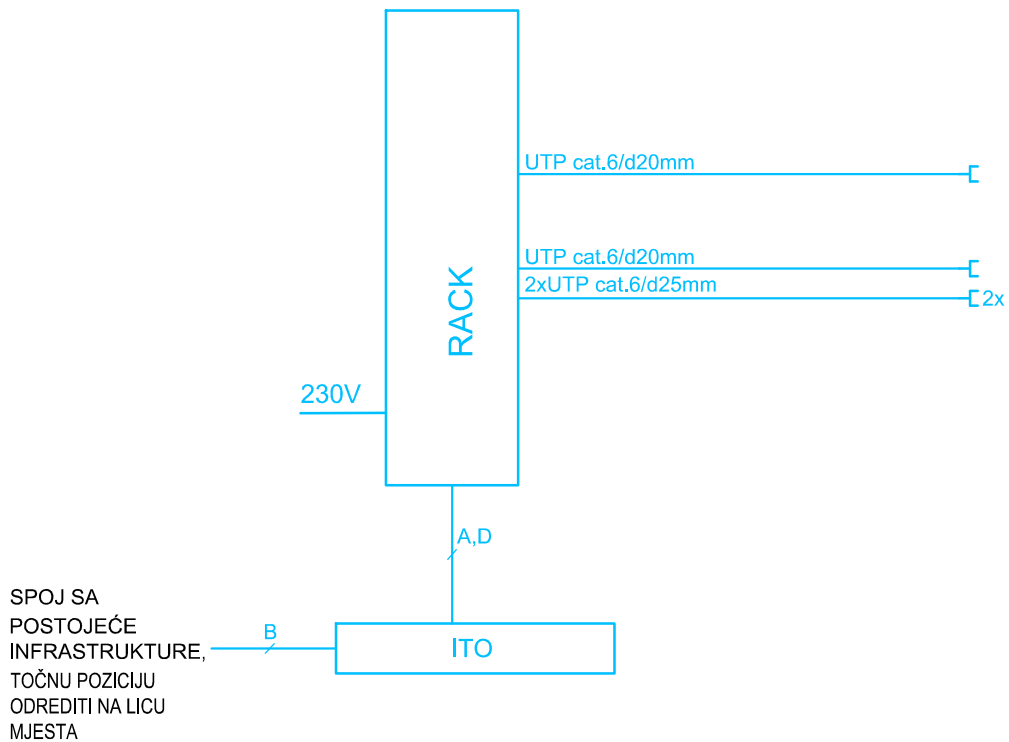 UTP cat.6/d20mm
UTP cat.6/d20mm
2xUTP cat.6/d25mm
2x
RACK
230V
A,D
SPOJ SA
POSTOJEĆE
INFRASTRUKTURE,
TOČNU POZICIJU
ODREDITI NA LICU
MJESTA
B
ITO